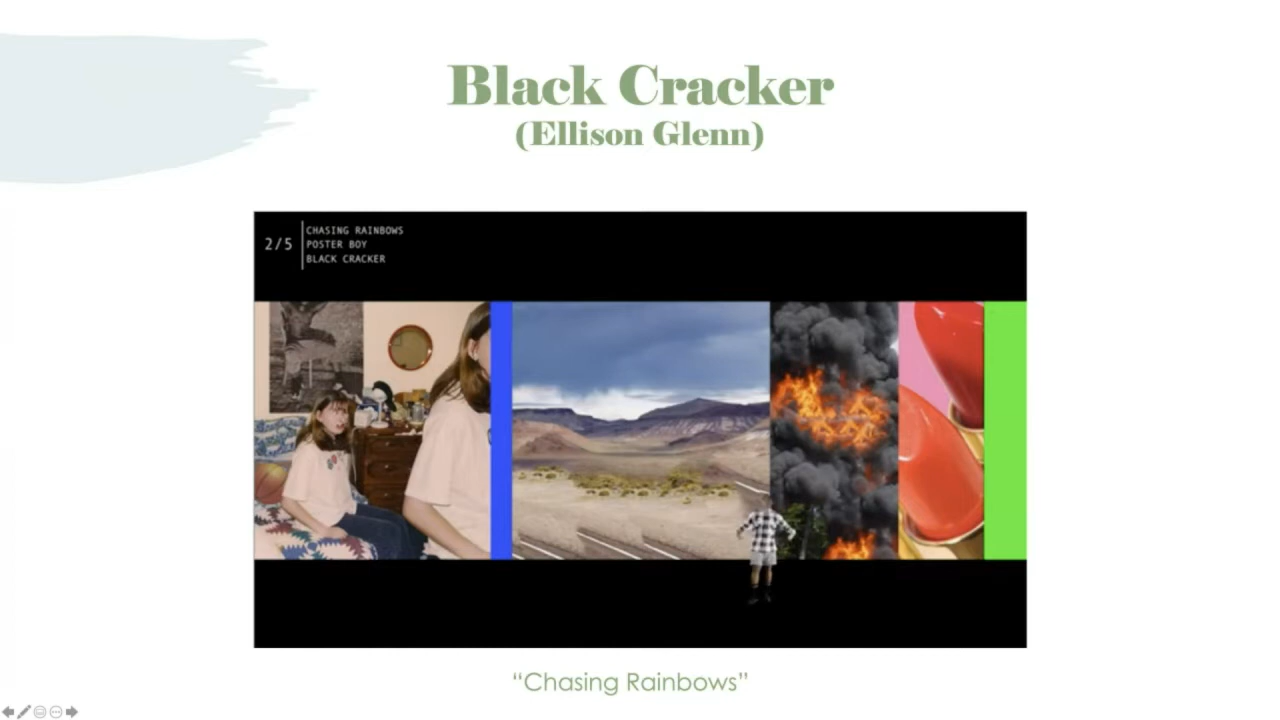 Black Cracker
(Ellison Glenn)
2/5
CHASING RAINBOWS
POSTER BOY
BLACK CRACKER
“Chasing Rainbows”